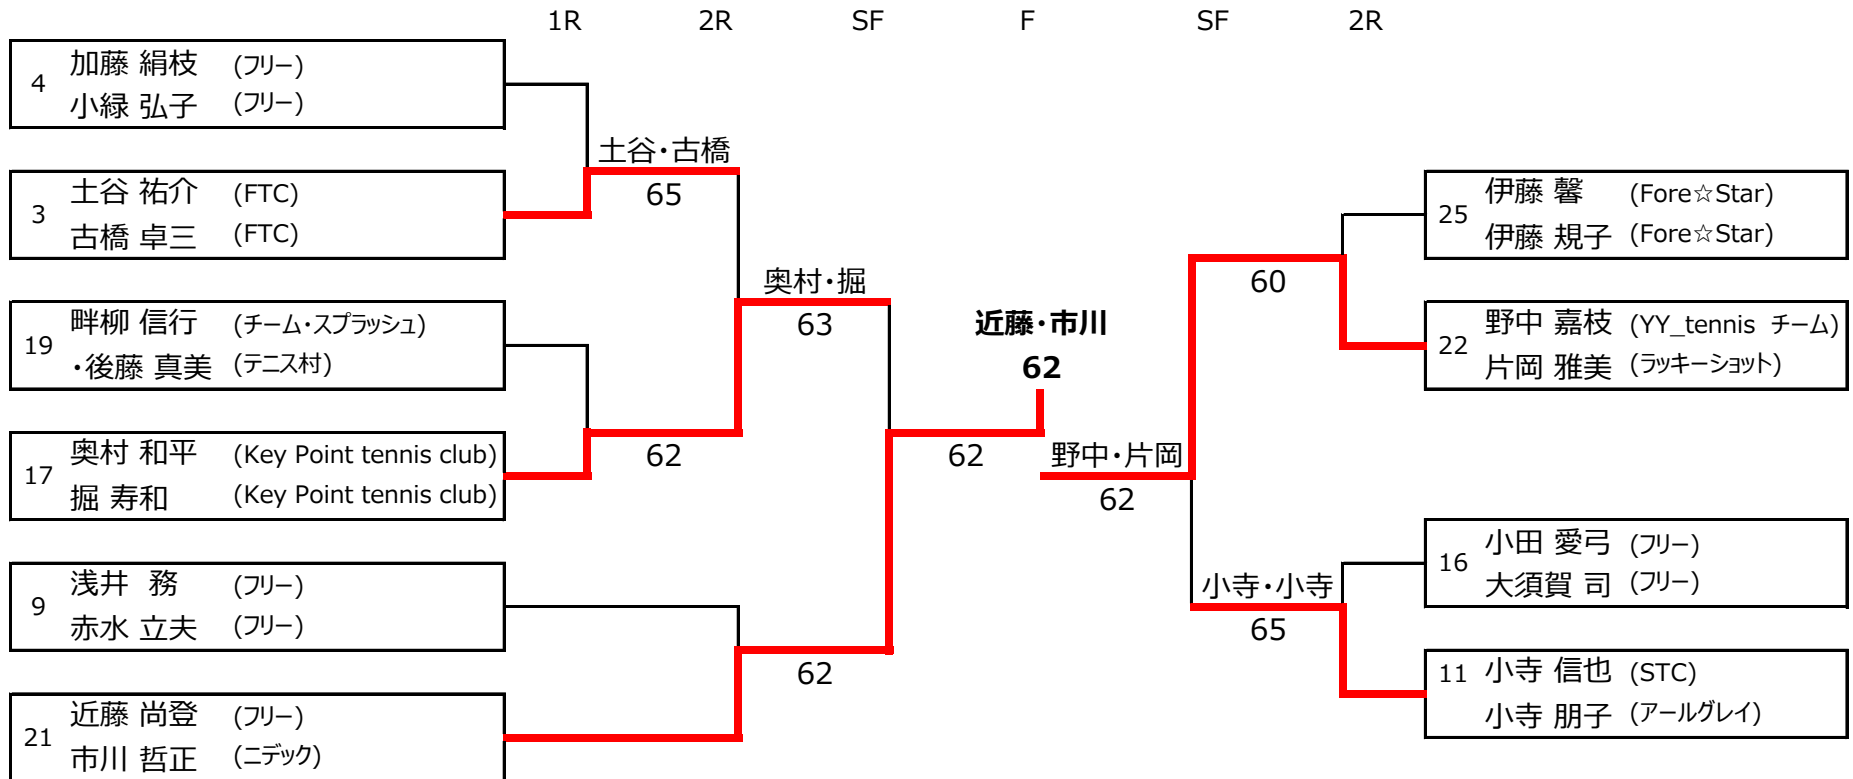 1R 2R SF F SF 2R
4 加藤 絹枝 (フリー)
小緑 弘子 (フリー)
土谷・古橋
65
3 土谷 祐介 (FTC)
古橋 卓三 (FTC)
奥村・掘
63
19 畔柳 信行 (チーム・スプラッシュ)
・後藤 真美 (テニス村)
62
17 奥村 和平 (Key Point tennis club)
掘 寿和 (Key Point tennis club)
9 浅井 務 (フリー)
赤水 立夫 (フリー)
62
21 近藤 尚登 (フリー)
市川 哲正 (ニデック)
近藤・市川
62
62
野中・片岡
62
60
小寺・小寺
65
25 伊藤 馨 (Fore☆Star)
伊藤 規子 (Fore☆Star)
22 野中 嘉枝 (YY_tennis チーム)
片岡 雅美 (ラッキーショット)
16 小田 愛弓 (フリー)
大須賀 司 (フリー)
11 小寺 信也 (STC)
小寺 朋子 (アールグレイ)